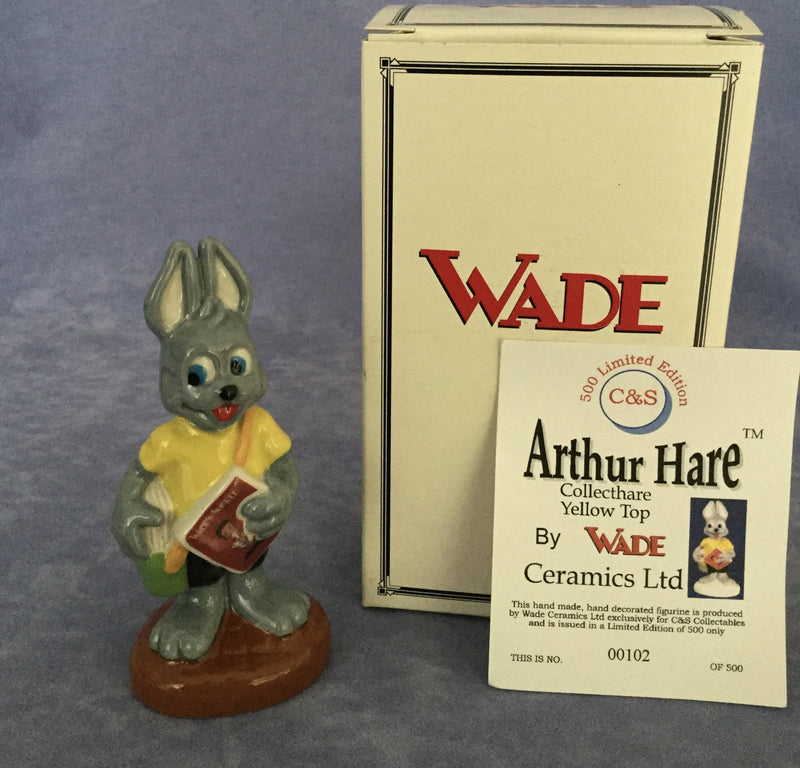 WADE
500 Limited Edition
C&S
Arthur Hare™
Collecthare
Yellow Top
By WADE
Ceramics Ltd
This hand made, hand decorated figurine is produced
by Wade Ceramics Ltd exclusively for C&S Collectables
and is issued in a Limited Edition of 500 only
THIS IS NO. 00102 OF 500